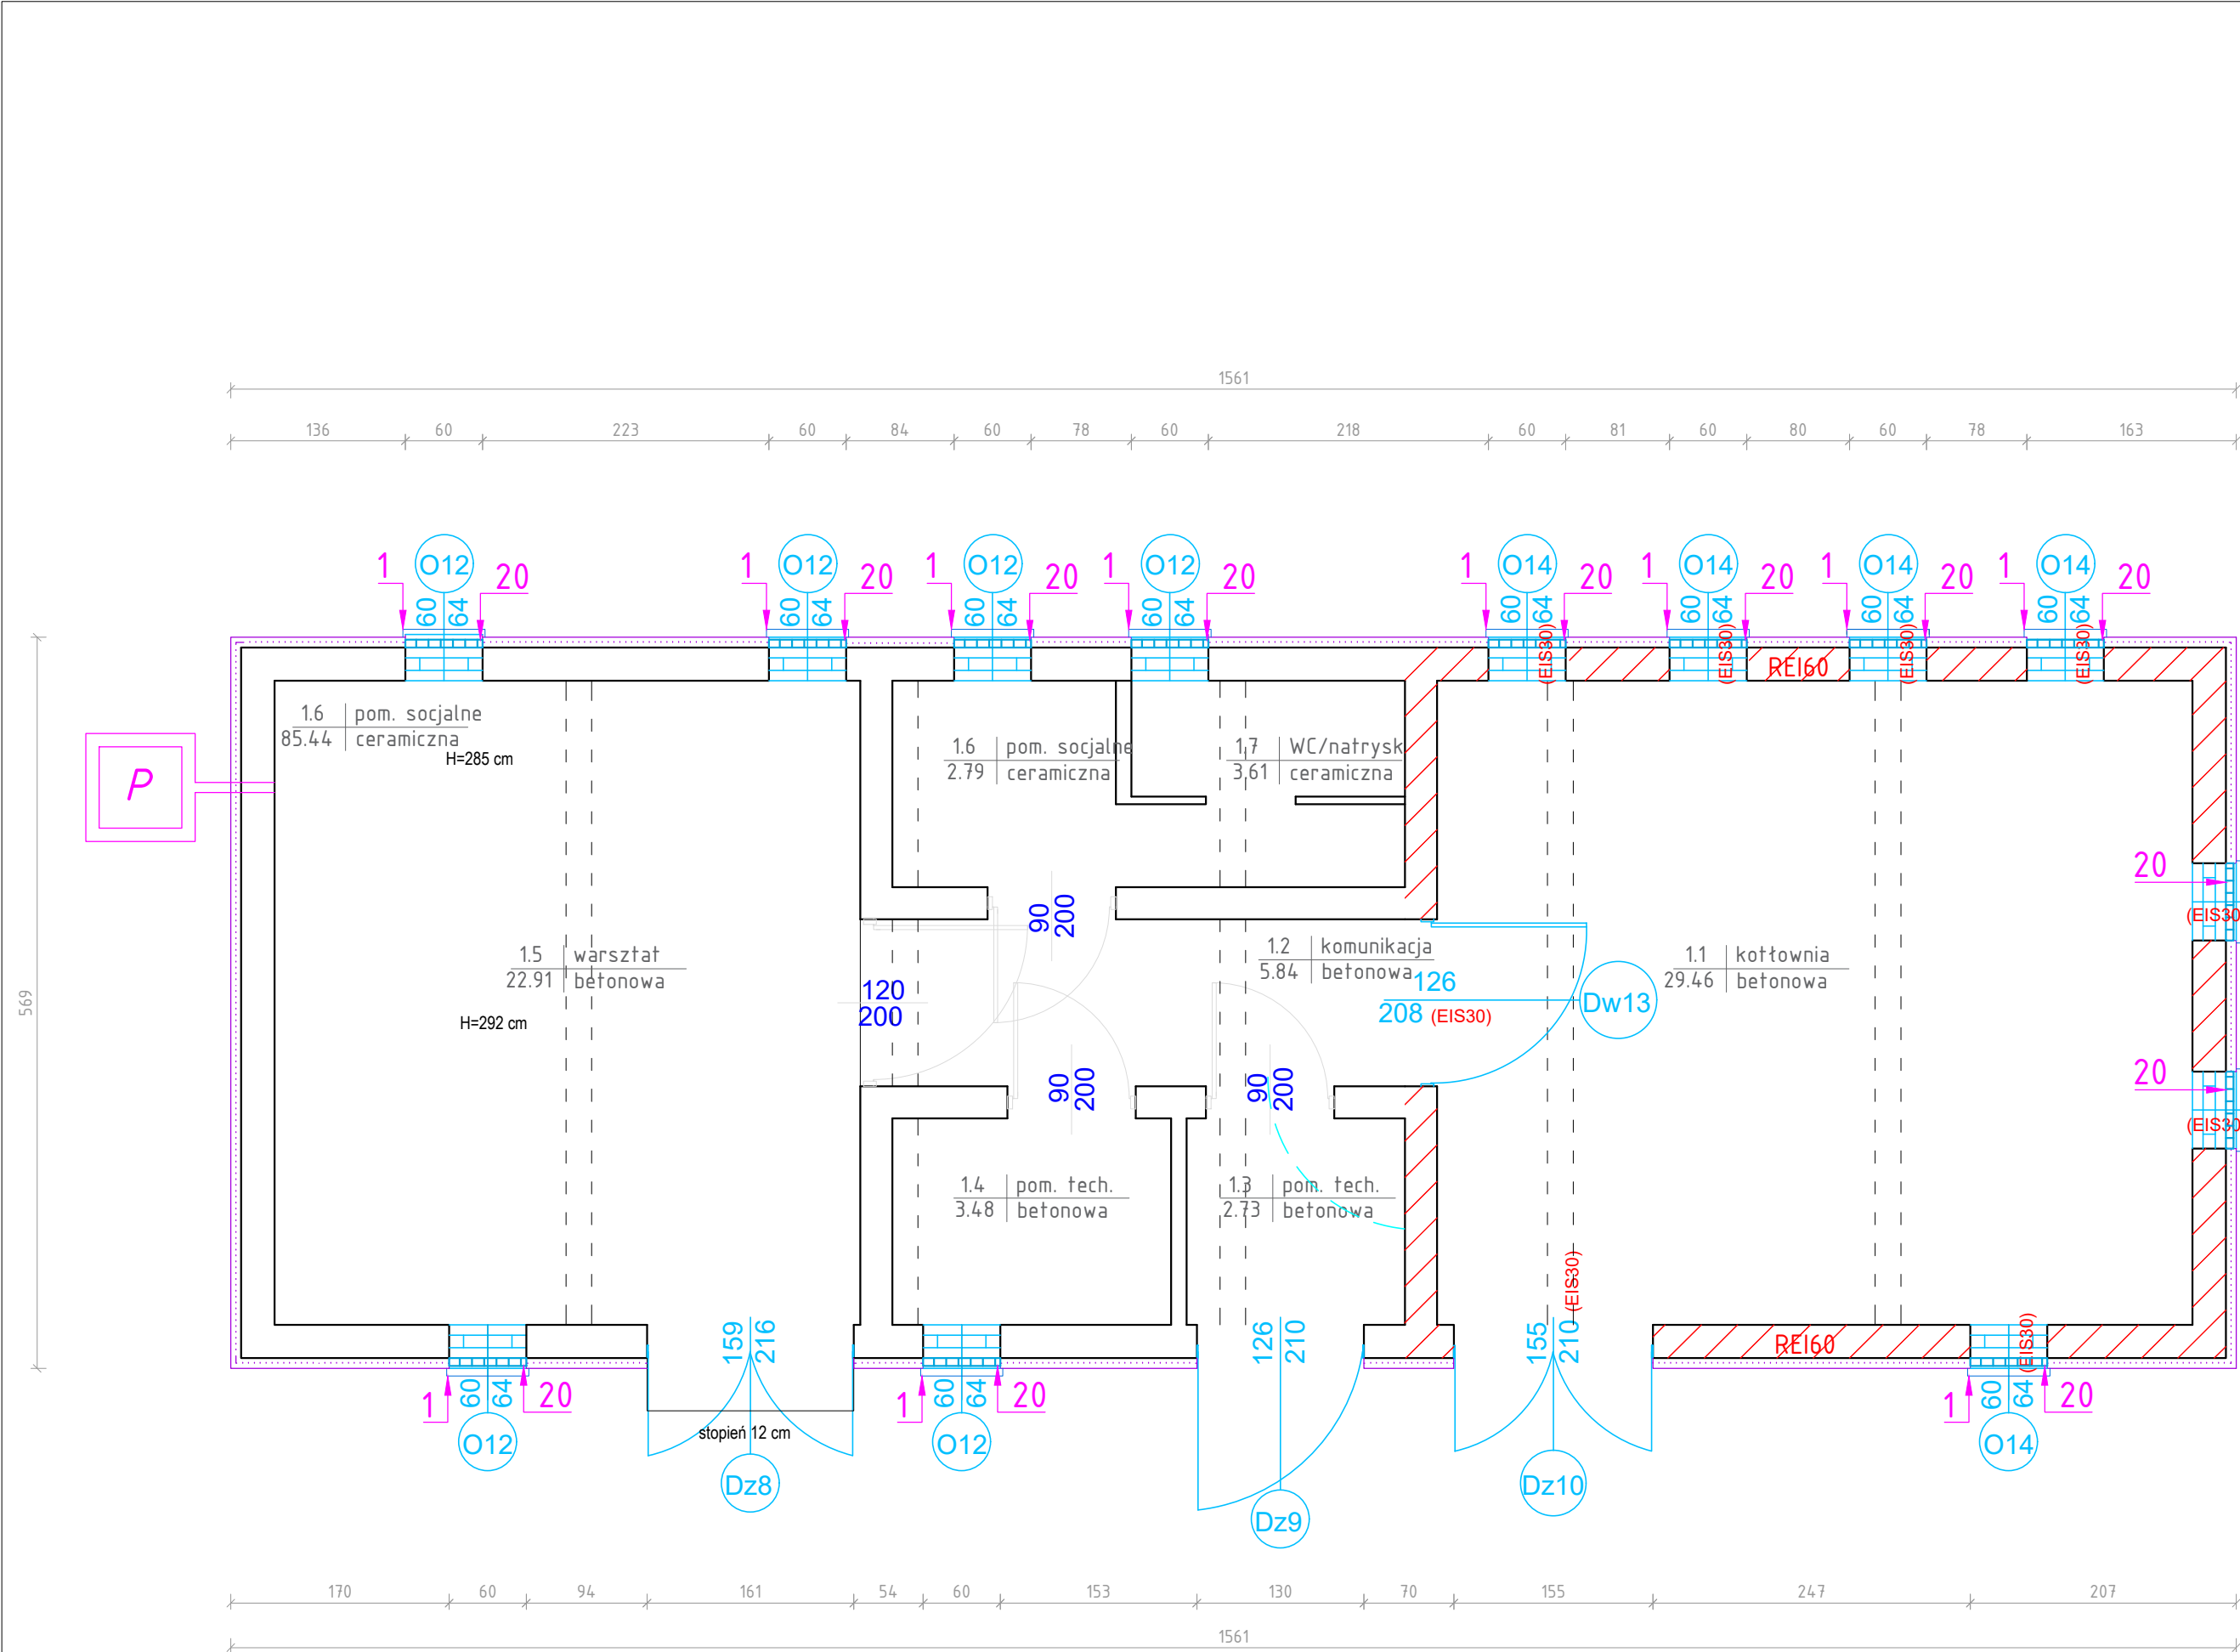 1561
136 60 223 60 84 60 78 60 218 60 81 60 80 60 78 163
O12 O12 O12 O12 O14 O14 O14 O14
1 20 1 20 1 20 1 20 1 20 1 20 1 20 1 20
60 64 60 64 60 64 60 64 60 64 60 64 60 64 60 64
(EIS30) (EIS30) (EIS30) (EIS30)
REI60
1.6 pom. socjalne
85.44 ceramiczna
H=285 cm
P
1.6 pom. socjalne
2.79 ceramiczna
1.7 WC/natrysk
3.61 ceramiczna
20
(EIS30
90
200
1.5 warsztat
22.91 betonowa
H=292 cm
120
200
1.2 komunikacja
5.84 betonowa
126
208 (EIS30)
Dw13
1.1 kotłownia
29.46 betonowa
569
20
(EIS30
90
200
90
200
1.4 pom. tech.
3.48 betonowa
1.3 pom. tech.
2.73 betonowa
(EIS30)
159
216
126
210
155
210
REI60
(EIS30)
1 60 64 20
1 60 64 20
1 60 64 20
stopień 12 cm
O12 O12 O14
Dz8 Dz9 Dz10
170 60 94 161 54 60 153 130 70 155 247 207
1561